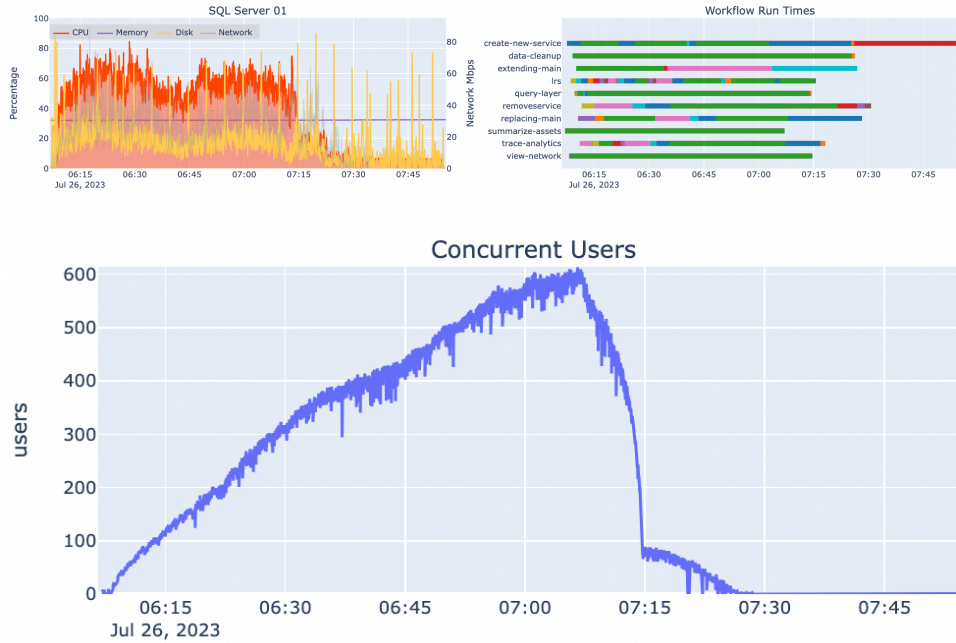 SQL Server 01
CPU Memory Disk Network
Percentage
100
80
60
40
20
0
80
60
40
20
0
Network Mbps
06:15 06:30 06:45 07:00 07:15 07:30 07:45
Jul 26, 2023
Workflow Run Times
create-new-service
data-cleanup
extending-main
lrs
query-layer
removeservice
replacing-main
summarize-assets
trace-analytics
view-network
06:15 06:30 06:45 07:00 07:15 07:30 07:45
Jul 26, 2023
Concurrent Users
users
600
500
400
300
200
100
0
06:15 06:30 06:45 07:00 07:15 07:30 07:45
Jul 26, 2023